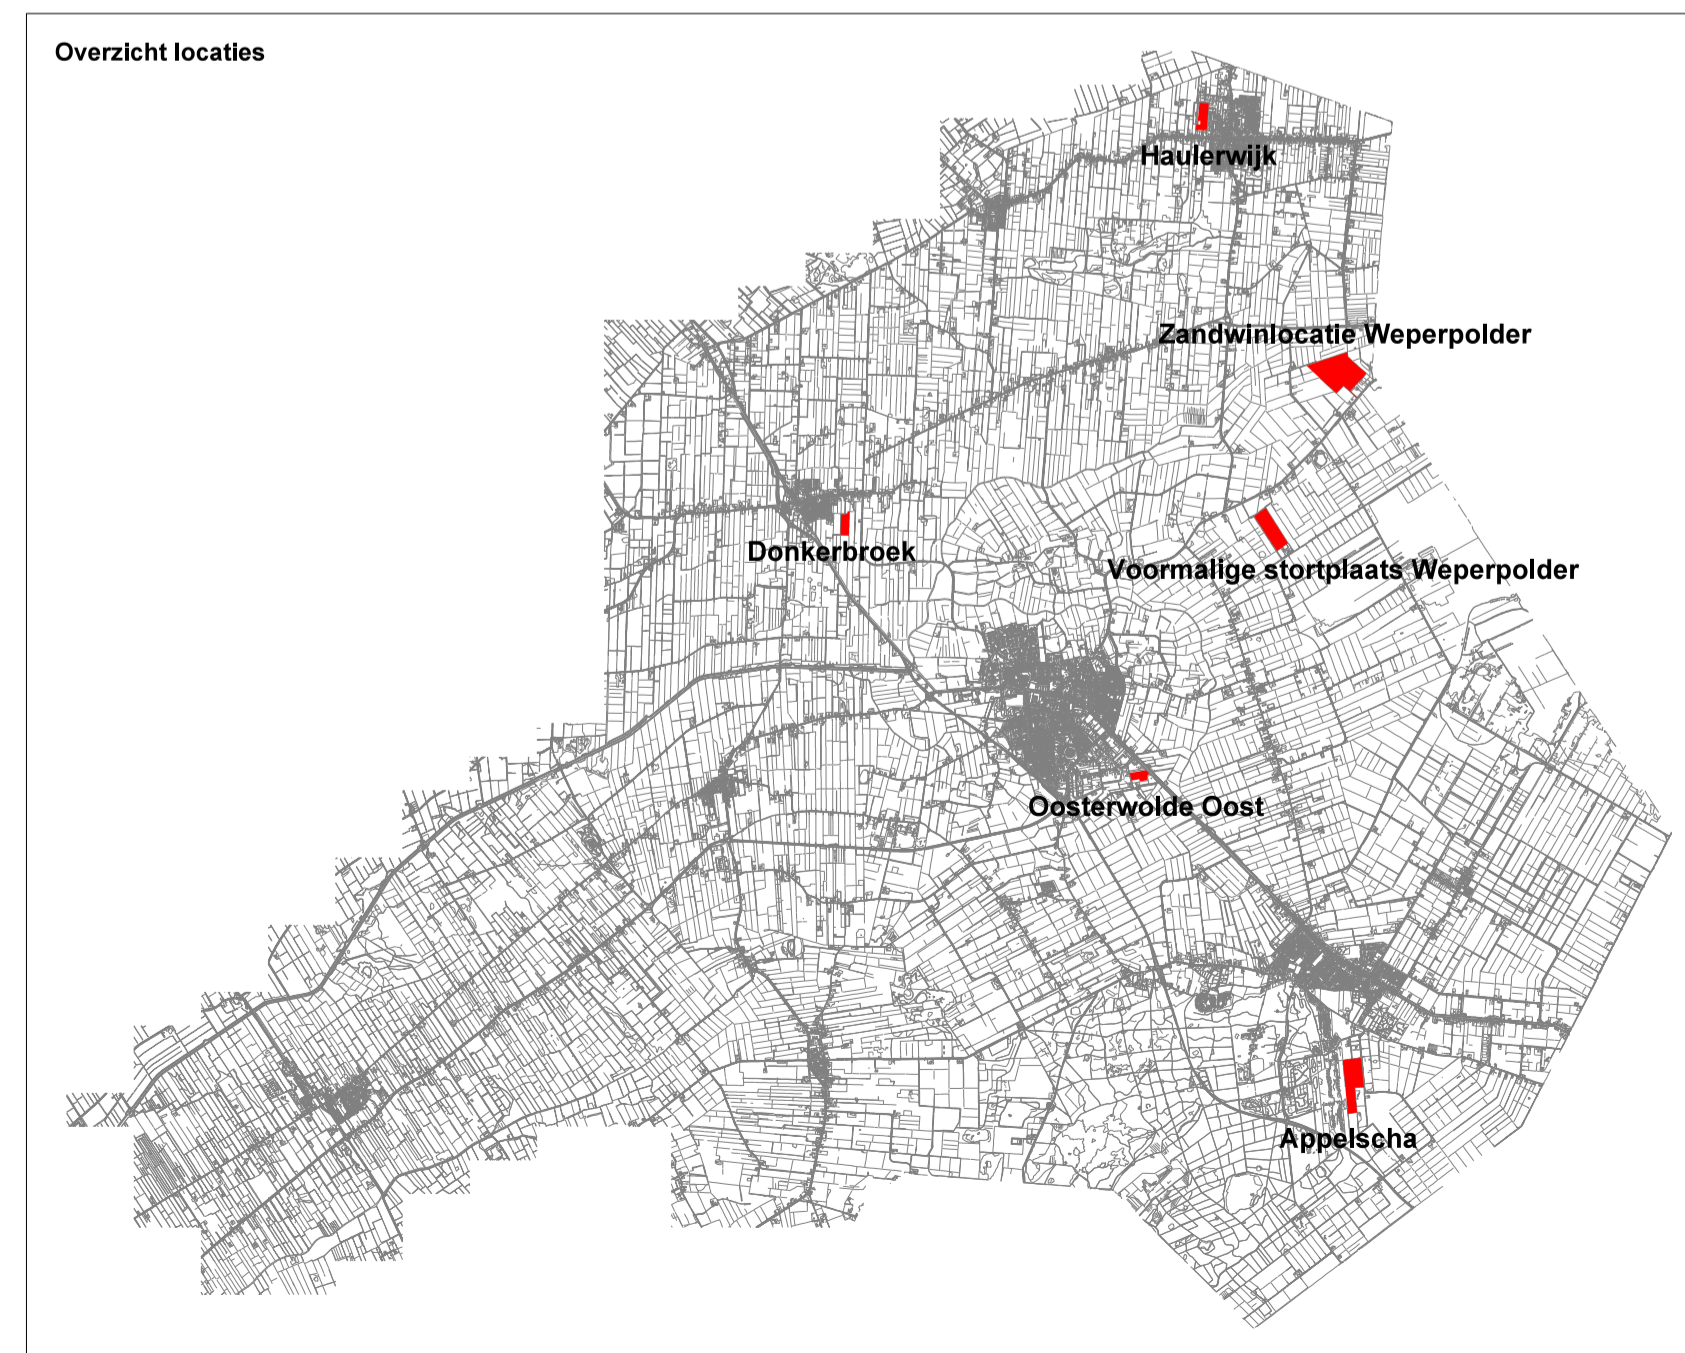 Overzicht locaties
Haulerwijk
Zandwinlocatie Weperpolder
Donkerbroek
Voormalige stortplaats Weperpolder
Oosterwolde Oost
Appelscha